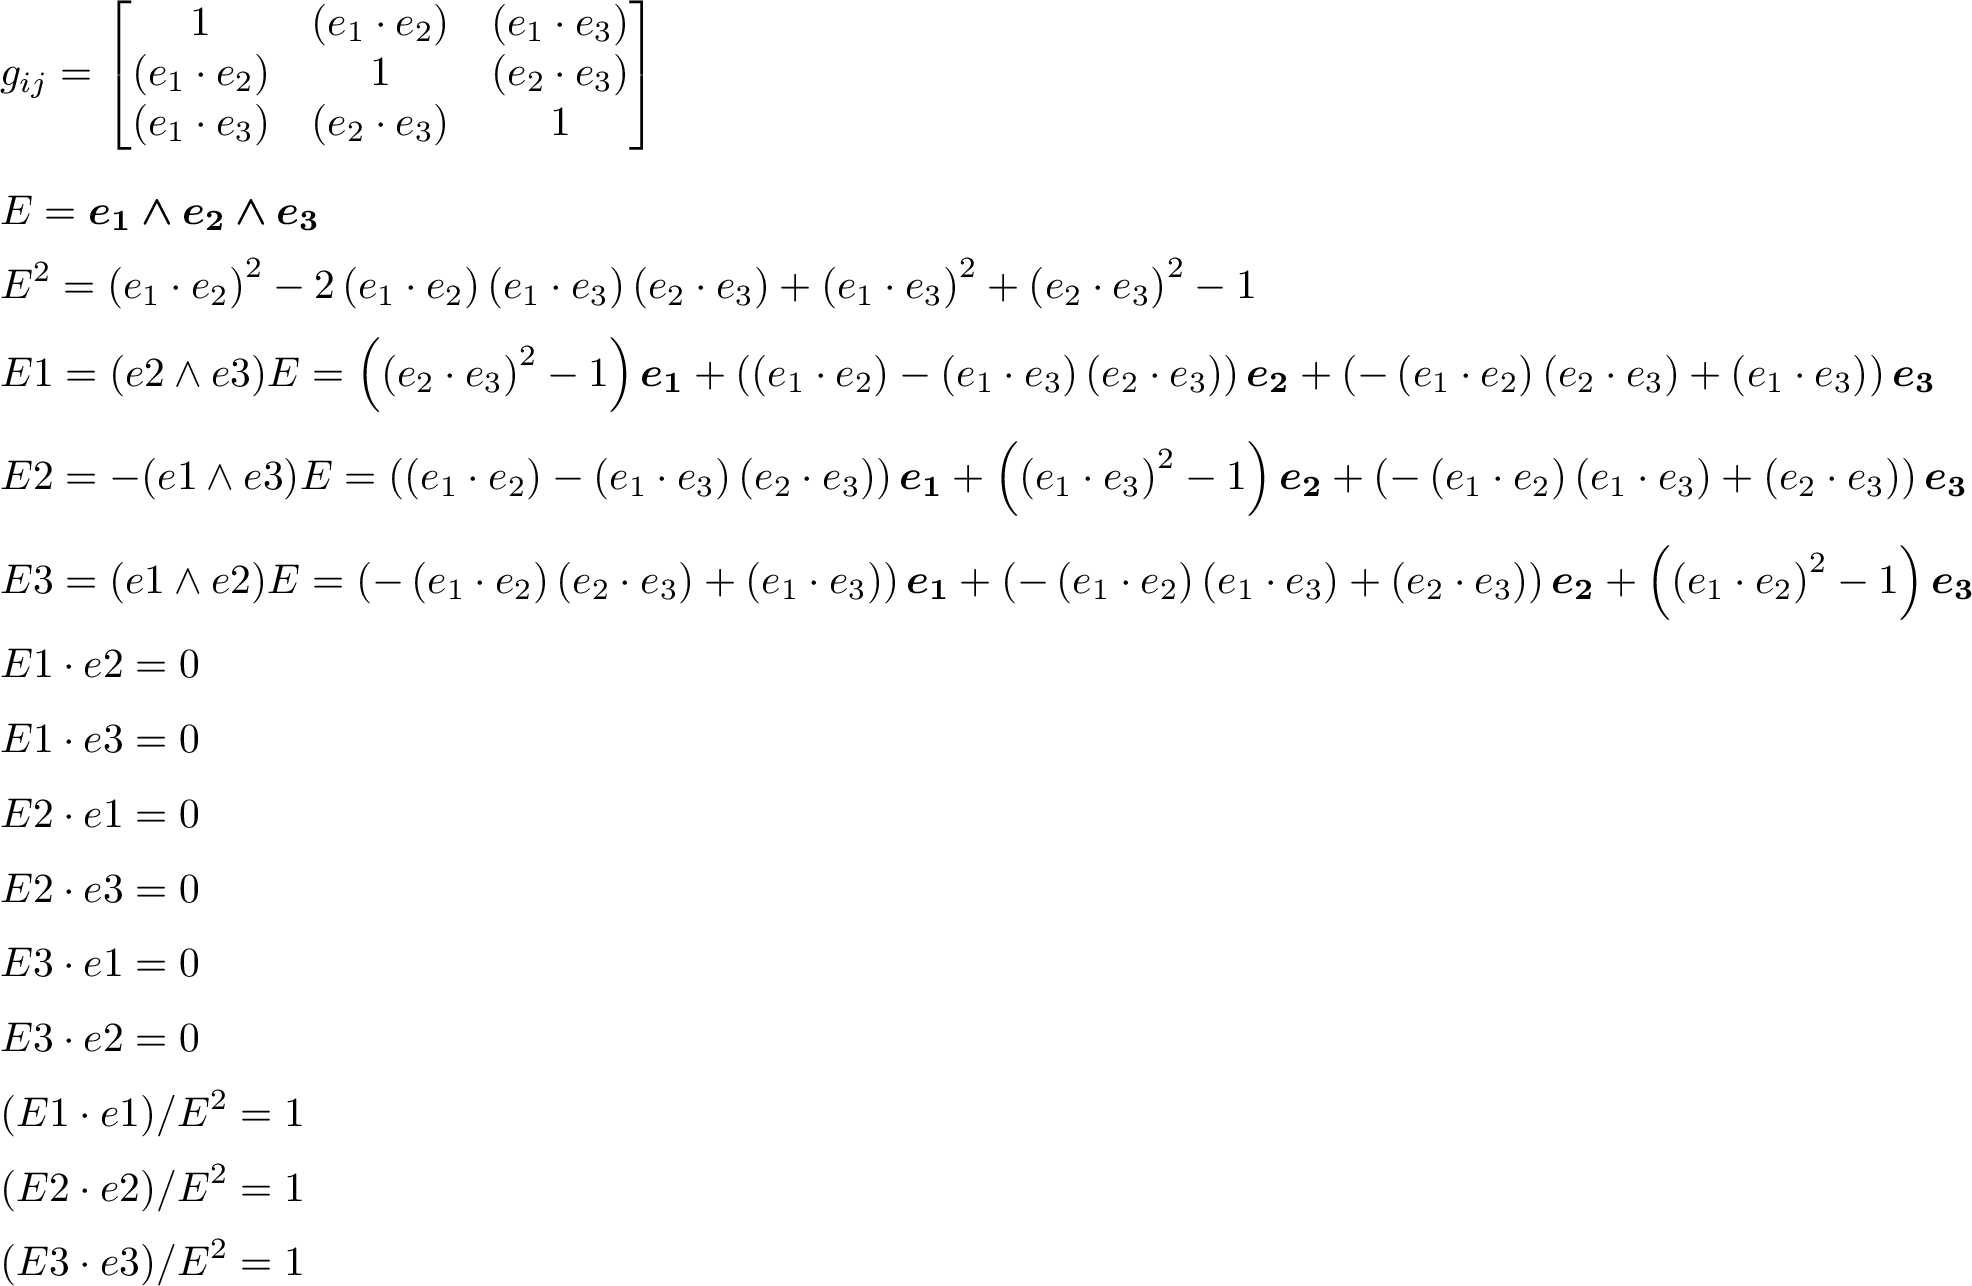 g_{ij} = \begin{bmatrix} 1 & (e_1 \cdot e_2) & (e_1 \cdot e_3) \\ (e_1 \cdot e_2) & 1 & (e_2 \cdot e_3) \\ (e_1 \cdot e_3) & (e_2 \cdot e_3) & 1 \end{bmatrix}
E = \boldsymbol{e_1} \wedge \boldsymbol{e_2} \wedge \boldsymbol{e_3}
E^2 = (e_1 \cdot e_2)^2 - 2 (e_1 \cdot e_2) (e_1 \cdot e_3) (e_2 \cdot e_3) + (e_1 \cdot e_3)^2 + (e_2 \cdot e_3)^2 - 1
E1 = (e2 \wedge e3)E = ((e_2 \cdot e_3)^2 - 1) \boldsymbol{e_1} + ((e_1 \cdot e_2) - (e_1 \cdot e_3) (e_2 \cdot e_3)) \boldsymbol{e_2} + (- (e_1 \cdot e_2) (e_2 \cdot e_3) + (e_1 \cdot e_3)) \boldsymbol{e_3}
E2 = -(e1 \wedge e3)E = ((e_1 \cdot e_2) - (e_1 \cdot e_3) (e_2 \cdot e_3)) \boldsymbol{e_1} + ((e_1 \cdot e_3)^2 - 1) \boldsymbol{e_2} + (- (e_1 \cdot e_2) (e_1 \cdot e_3) + (e_2 \cdot e_3)) \boldsymbol{e_3}
E3 = (e1 \wedge e2)E = (- (e_1 \cdot e_2) (e_2 \cdot e_3) + (e_1 \cdot e_3)) \boldsymbol{e_1} + (- (e_1 \cdot e_2) (e_1 \cdot e_3) + (e_2 \cdot e_3)) \boldsymbol{e_2} + ((e_1 \cdot e_2)^2 - 1) \boldsymbol{e_3}
E1 \cdot e2 = 0
E1 \cdot e3 = 0
E2 \cdot e1 = 0
E2 \cdot e3 = 0
E3 \cdot e1 = 0
E3 \cdot e2 = 0
(E1 \cdot e1)/E^2 = 1
(E2 \cdot e2)/E^2 = 1
(E3 \cdot e3)/E^2 = 1